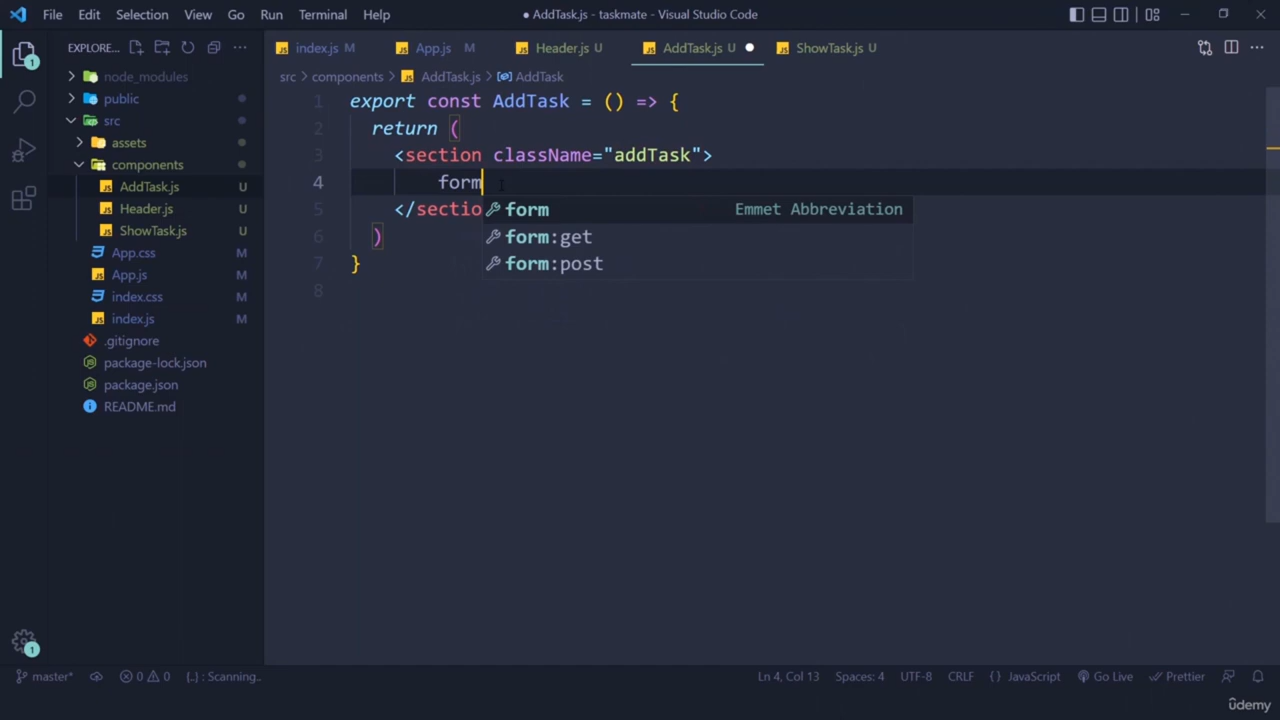 File Edit Selection View Go Run Terminal Help ● AddTask.js - taskmate - Visual Studio Code
EXPLORE... ···
index.js M App.js M Header.js U AddTask.js U ● ShowTask.js U ···
src > components > AddTask.js > AddTask
node_modules
public
src
assets
components
AddTask.js U
Header.js U
ShowTask.js U
App.css M
App.js M
index.css M
index.js M
.gitignore
package-lock.json
package.json
README.md
1 export const AddTask = () => {
2 return (
3 <section className="addTask">
4 form
5 </sectio
6 )
7 }
8
form Emmet Abbreviation
form:get
form:post
1
1
master* 0 0 {..} : Scanning.. Ln 4, Col 13 Spaces: 4 UTF-8 CRLF {} JavaScript Go Live Prettier
ûdemy